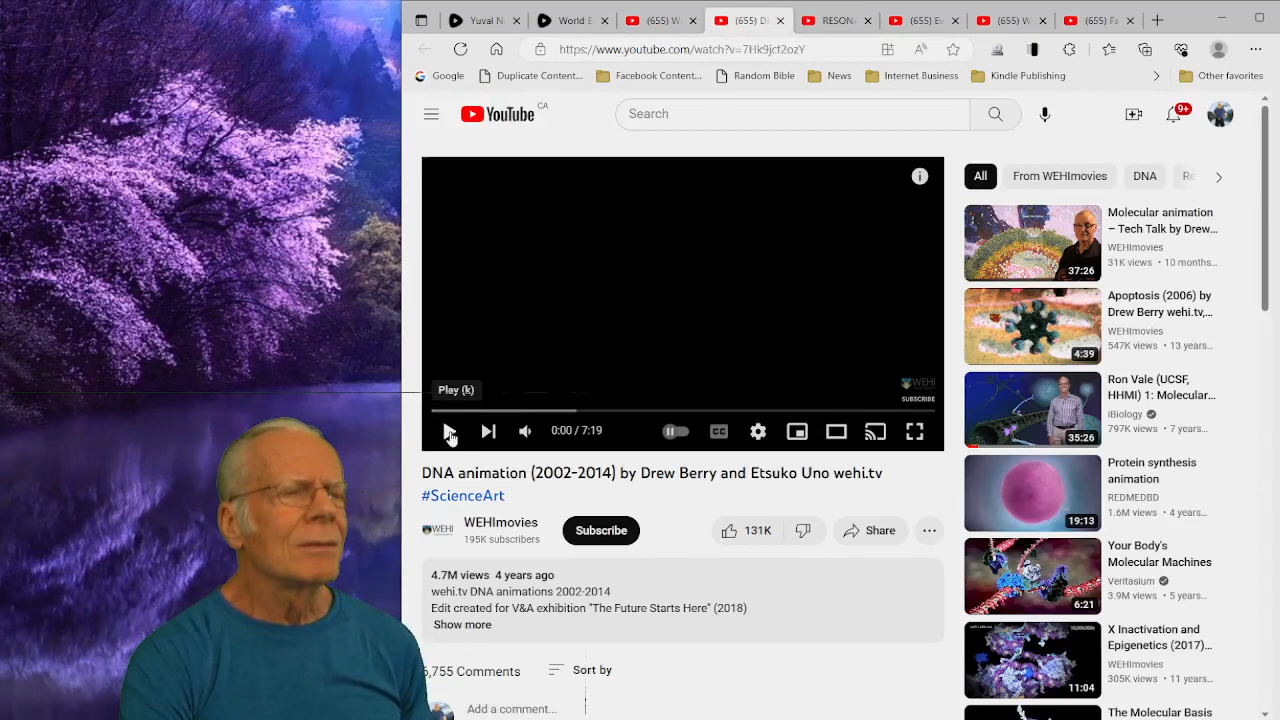 Yuval N
World E
(655) W
(655) D
RESONA
(655) Ev
(655) W
(655) Fa
https://www.youtube.com/watch?v=7Hk9jct2ozY
Google
Duplicate Content...
Facebook Content...
Random Bible
News
Internet Business
Kindle Publishing
Other favorites
YouTube
CA
Search
9+
All
From WEHImovies
DNA
Re
WEHI
SUBSCRIBE
Play (k)
0:00 / 7:19
CC
DNA animation (2002-2014) by Drew Berry and Etsuko Uno wehi.tv
#ScienceArt
WEHI
WEHImovies
195K subscribers
Subscribe
131K
Share
4.7M views 4 years ago
wehi.tv DNA animations 2002-2014
Edit created for V&A exhibition "The Future Starts Here" (2018)
Show more
6,755 Comments
Sort by
Add a comment...
37:26
Molecular animation
– Tech Talk by Drew...
WEHImovies
31K views • 10 months...
4:39
Apoptosis (2006) by
Drew Berry wehi.tv,...
WEHImovies
547K views • 13 years...
35:26
Ron Vale (UCSF,
HHMI) 1: Molecular...
iBiology
797K views • 7 years...
19:13
Protein synthesis
animation
REDMEDBD
1.6M views • 4 years...
6:21
Your Body's
Molecular Machines
Veritasium
3.9M views • 5 years...
11:04
X Inactivation and
Epigenetics (2017)...
WEHImovies
305K views • 11 years...
The Molecular Basis